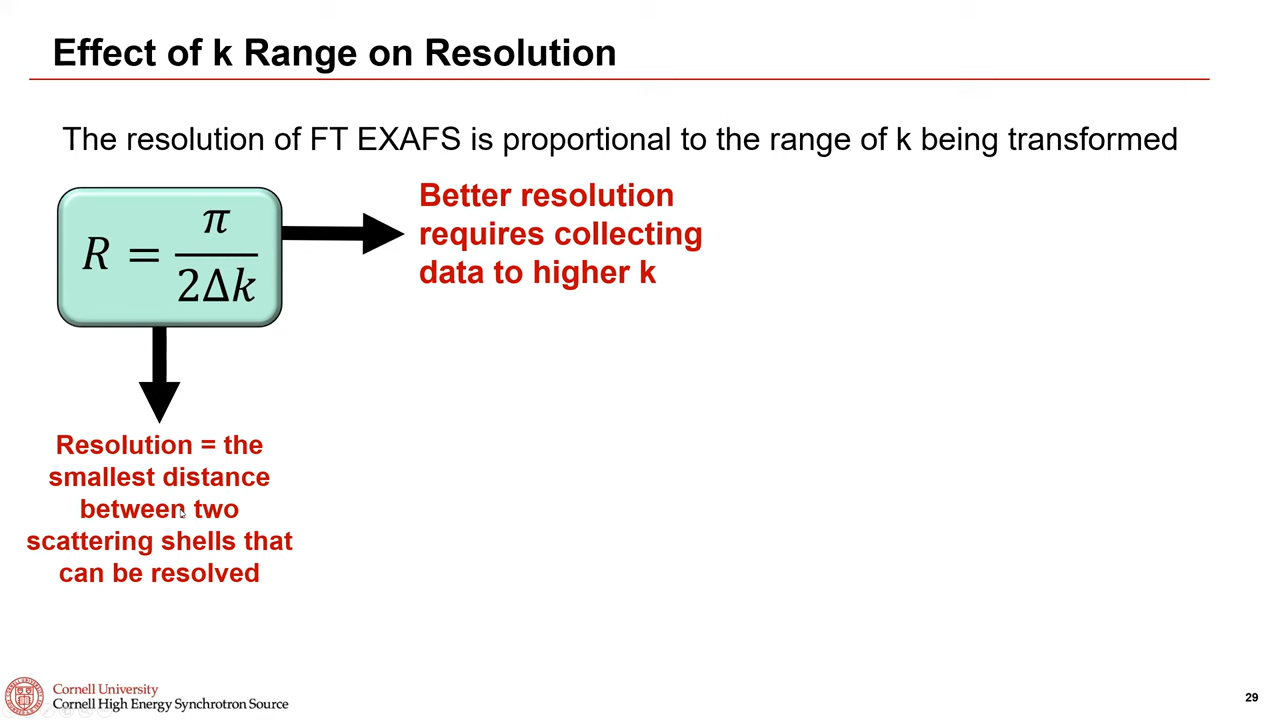 Effect of k Range on Resolution
The resolution of FT EXAFS is proportional to the range of k being transformed
R = π / 2Δk
Better resolution
requires collecting
data to higher k
Resolution = the
smallest distance
between two
scattering shells that
can be resolved
Cornell University
Cornell High Energy Synchrotron Source
29